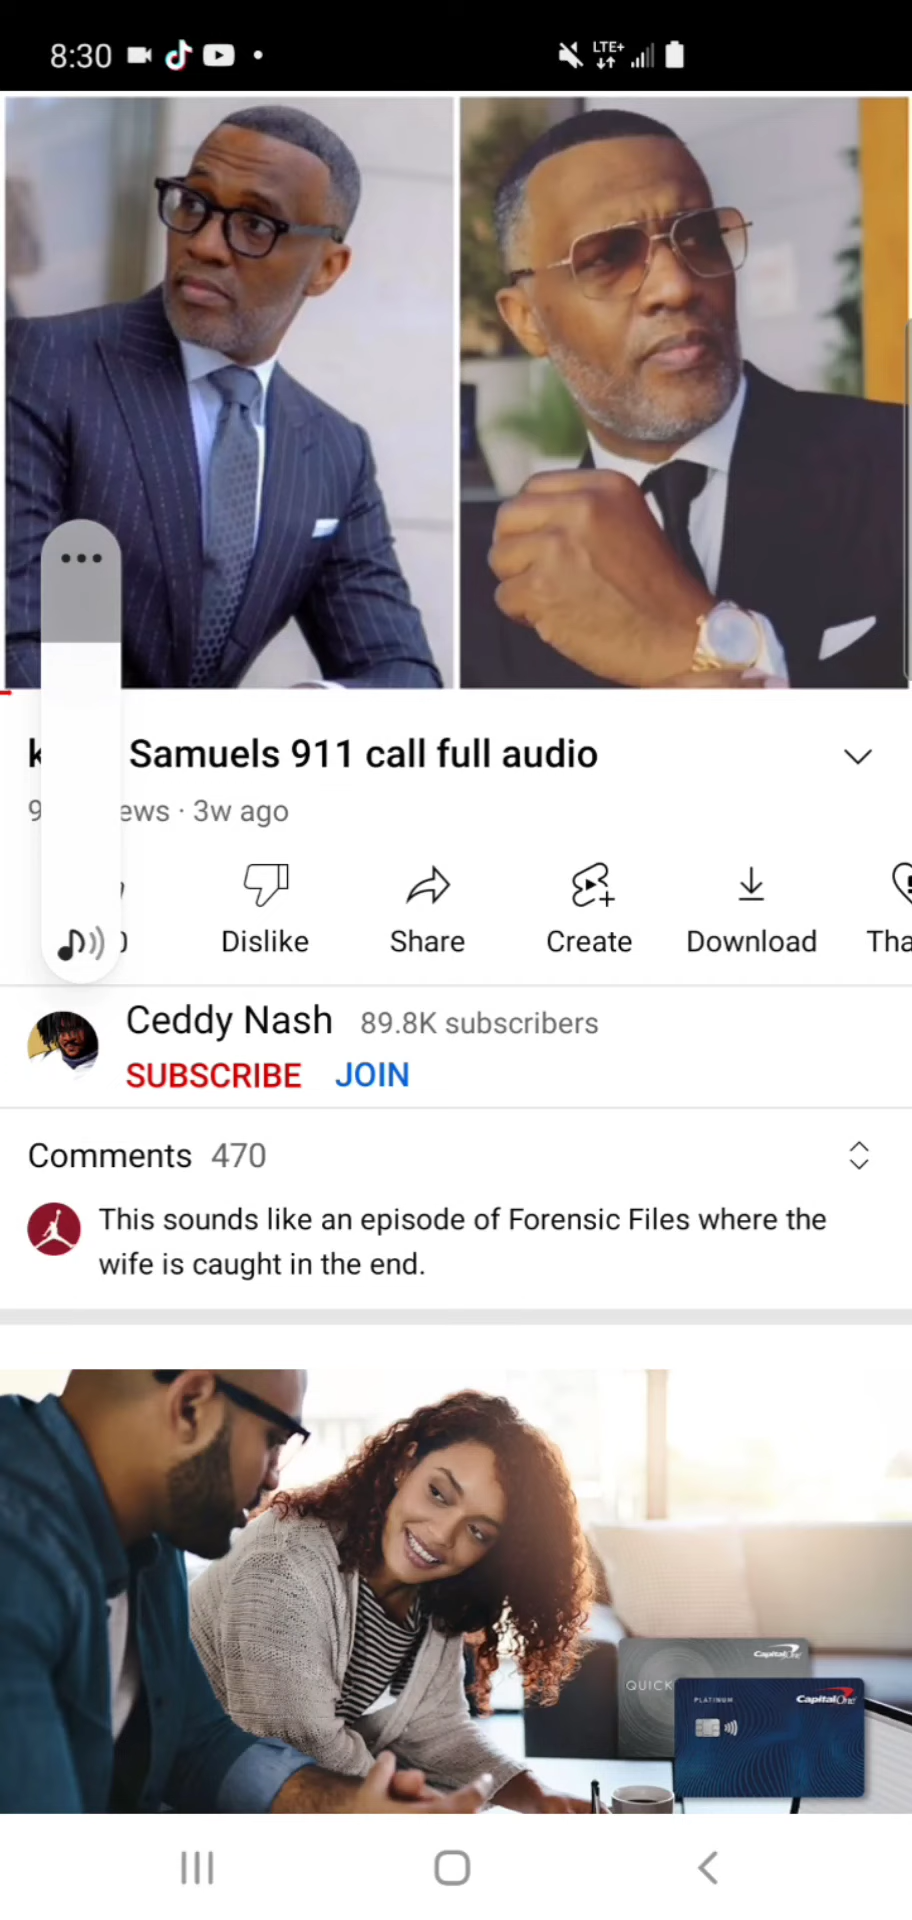 8:30 LTE+
Samuels 911 call full audio
ews · 3w ago
Dislike Share Create Download Tha
Ceddy Nash 89.8K subscribers
SUBSCRIBE JOIN
Comments 470
This sounds like an episode of Forensic Files where the
wife is caught in the end.
CapitalOne
QUICK
PLATINUM CapitalOne